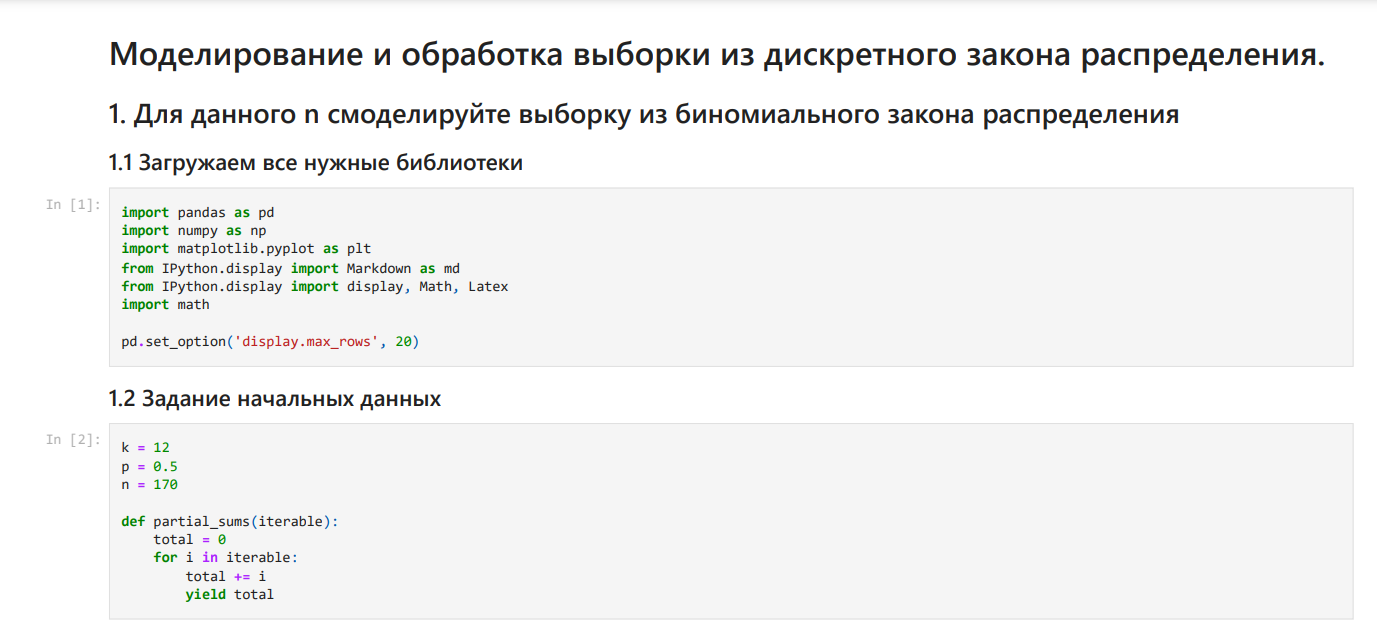 Моделирование и обработка выборки из дискретного закона распределения.
1. Для данного n смоделируйте выборку из биномиального закона распределения
1.1 Загружаем все нужные библиотеки
In [1]:
import pandas as pd
import numpy as np
import matplotlib.pyplot as plt
from IPython.display import Markdown as md
from IPython.display import display, Math, Latex
import math
pd.set_option('display.max_rows', 20)
1.2 Задание начальных данных
In [2]:
k = 12
p = 0.5
n = 170
def partial_sums(iterable):
    total = 0
    for i in iterable:
        total += i
        yield total